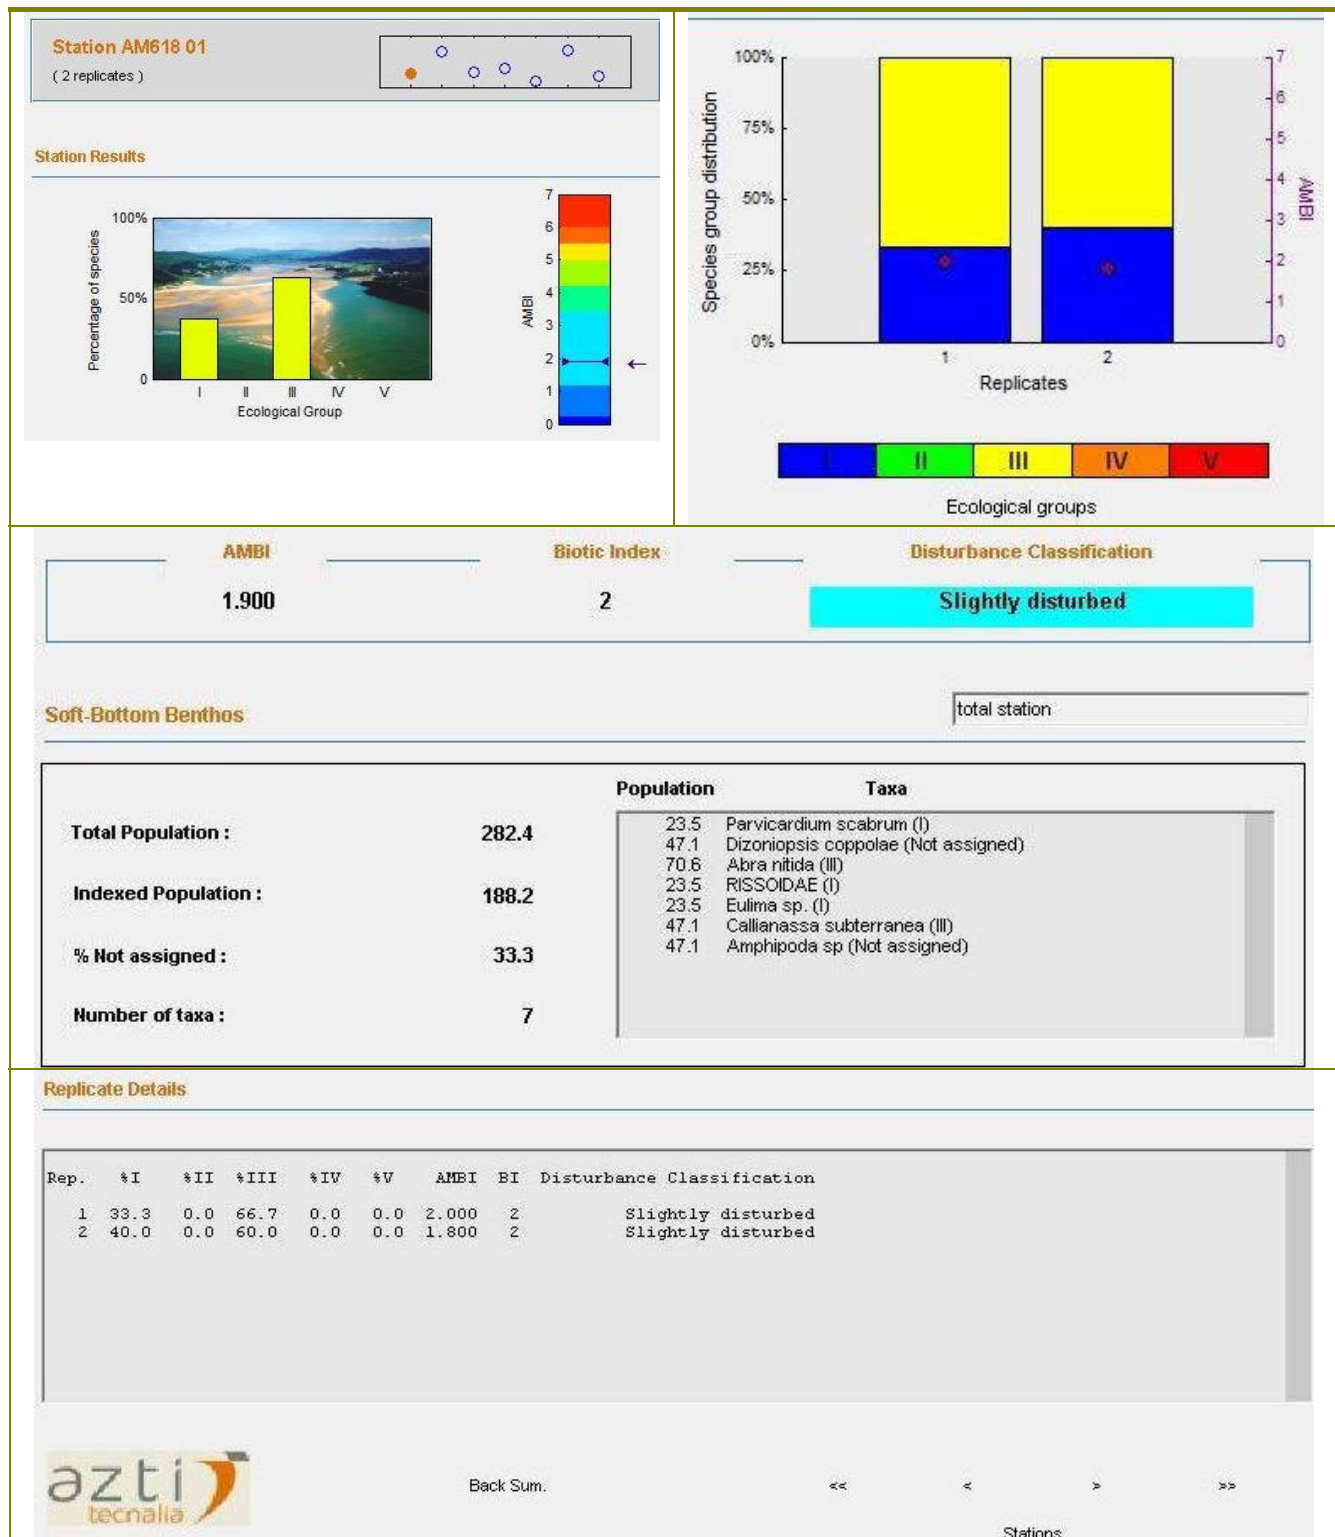 Station AM618 01
( 2 replicates )
Station Results
100%
50%
0
Percentage of species
I II III IV V
Ecological Group
7
6
5
4
3
2
1
0
AMBI
←
100%
75%
50%
25%
0%
Species group distribution
7
6
5
4
3
2
1
0
AMBI
1 2
Replicates
I II III IV V
Ecological groups
AMBI Biotic Index Disturbance Classification
1.900 2 Slightly disturbed
Soft-Bottom Benthos total station
Population Taxa
Total Population : 282.4
Indexed Population : 188.2
% Not assigned : 33.3
Number of taxa : 7
23.5 Parvicardium scabrum (I)
47.1 Dizoniopsis coppolae (Not assigned)
70.6 Abra nitida (III)
23.5 RISSOIDAE (I)
23.5 Eulima sp. (I)
47.1 Callianassa subterranea (III)
47.1 Amphipoda sp (Not assigned)
Replicate Details
Rep. %I %II %III %IV %V AMBI BI Disturbance Classification
1 33.3 0.0 66.7 0.0 0.0 2.000 2 Slightly disturbed
2 40.0 0.0 60.0 0.0 0.0 1.800 2 Slightly disturbed
azti
tecnalia
Back Sum. << < > >>
Stations